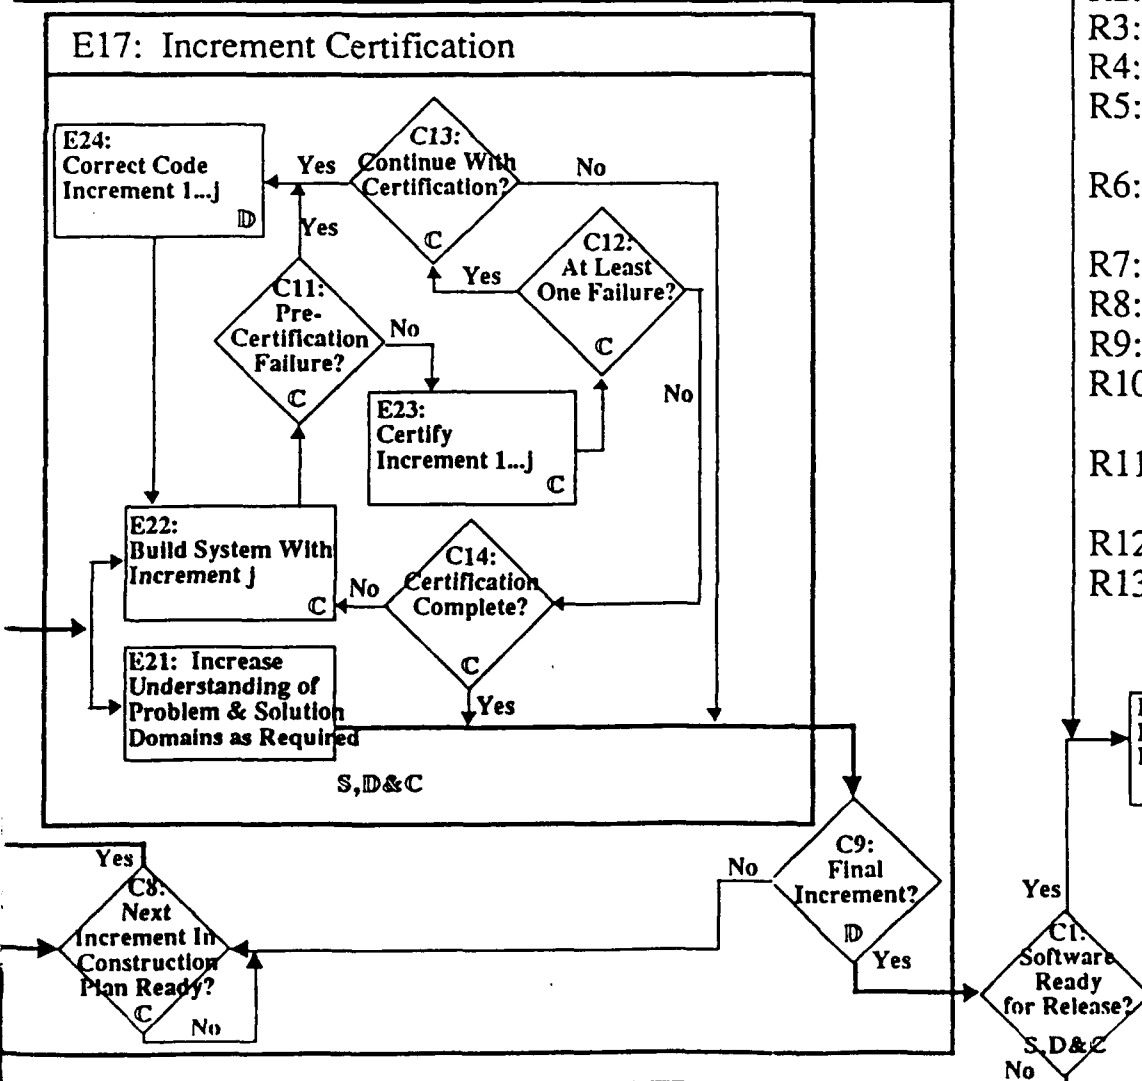 E17: Increment Certification
E24:
Correct Code
Increment 1...j
D
Yes
C13:
Continue With
Certification?
C
No
Yes
C12:
At Least
One Failure?
C
Yes
No
C11:
Pre-
Certification
Failure?
C
No
E23:
Certify
Increment 1...j
C
E22:
Build System With
Increment j
C
No
C14:
Certification
Complete?
C
Yes
E21: Increase
Understanding of
Problem & Solution
Domains as Required
S,D&C
Yes
C8:
Next
Increment In
Construction
Plan Ready?
C
No
No
C9:
Final
Increment?
D
Yes
Yes
C1:
Software
Ready
for Release?
S,D&C
No
R3:
R4:
R5:
R6:
R7:
R8:
R9:
R10
R11
R12
R13